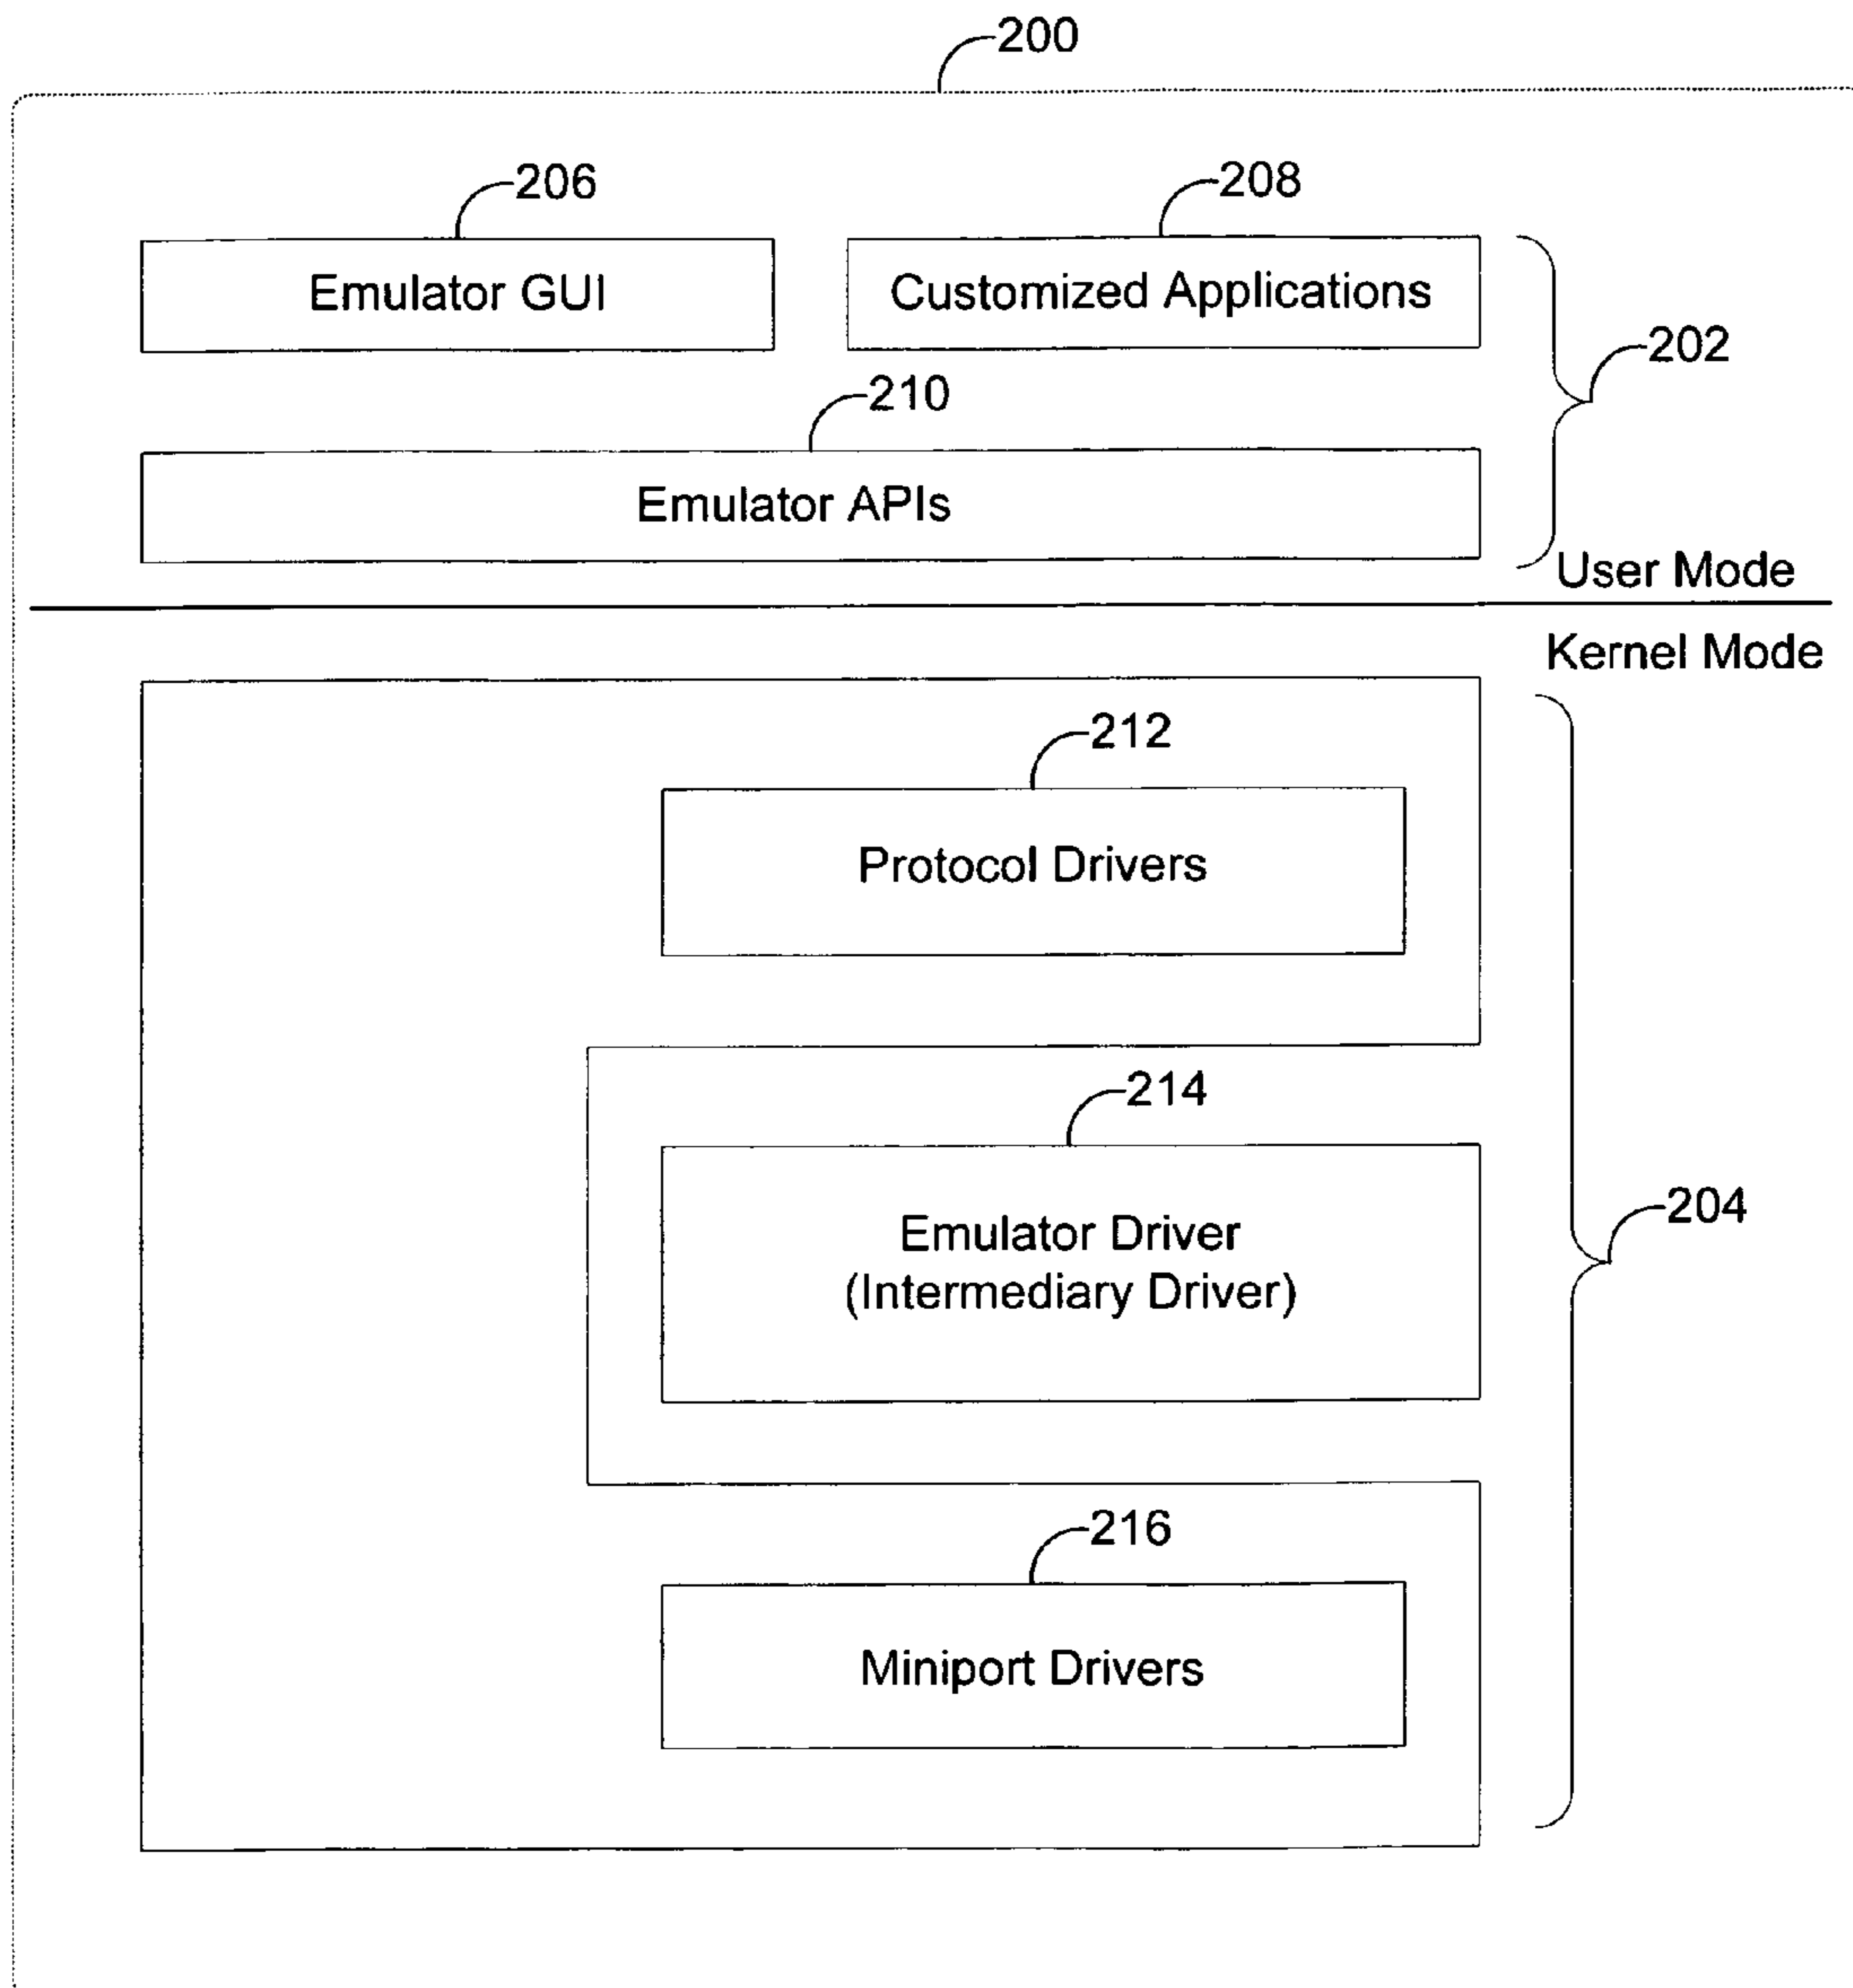 200
206
208
Emulator GUI
Customized Applications
202
210
Emulator APIs
User Mode
Kernel Mode
212
Protocol Drivers
214
204
Emulator Driver
(Intermediary Driver)
216
Miniport Drivers